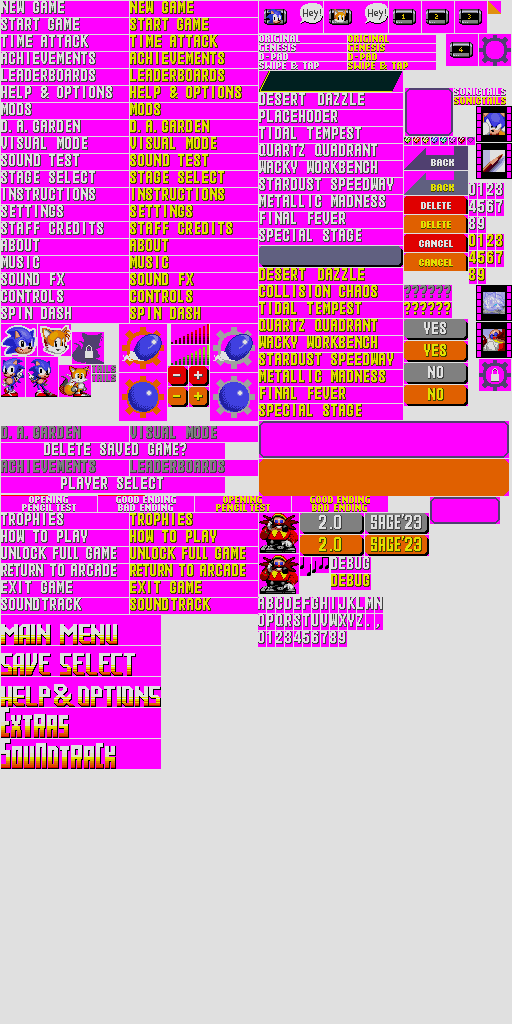 NEW GAME NEW GAME
START GAME START GAME
TIME ATTACK TIME ATTACK
ACHIEVEMENTS ACHIEVEMENTS
LEADERBOARDS LEADERBOARDS
HELP & OPTIONS HELP & OPTIONS
MODS MODS
D. A. GARDEN D. A. GARDEN
VISUAL MODE VISUAL MODE
SOUND TEST SOUND TEST
STAGE SELECT STAGE SELECT
INSTRUCTIONS INSTRUCTIONS
SETTINGS SETTINGS
STAFF CREDITS STAFF CREDITS
ABOUT ABOUT
MUSIC MUSIC
SOUND FX SOUND FX
CONTROLS CONTROLS
SPIN DASH SPIN DASH
Hey! Hey! 1 2 3
ORIGINAL ORIGINAL
GENESIS GENESIS
D-PAD D-PAD
SWIPE & TAP SWIPE & TAP
4
DESERT DAZZLE
PLACEHODER
TIDAL TEMPEST
QUARTZ QUADRANT
WACKY WORKBENCH
STARDUST SPEEDWAY
METALLIC MADNESS
FINAL FEVER
SPECIAL STAGE
DESERT DAZZLE
COLLISION CHAOS
TIDAL TEMPEST
QUARTZ QUADRANT
WACKY WORKBENCH
STARDUST SPEEDWAY
METALLIC MADNESS
FINAL FEVER
SPECIAL STAGE
SONICTAILS
SONICTAILS
BACK
BACK
DELETE
DELETE
CANCEL
CANCEL
0123
4567
89
0123
4567
89
??????
??????
YES
YES
NO
NO
D. A. GARDEN VISUAL MODE
DELETE SAVED GAME?
ACHIEVEMENTS LEADERBOARDS
PLAYER SELECT
OPENING GOOD ENDING OPENING GOOD ENDING
PENCIL TEST BAD ENDING PENCIL TEST BAD ENDING
TROPHIES TROPHIES
HOW TO PLAY HOW TO PLAY
UNLOCK FULL GAME UNLOCK FULL GAME
RETURN TO ARCADE RETURN TO ARCADE
EXIT GAME EXIT GAME
SOUNDTRACK SOUNDTRACK
2.0 SAGE'23
2.0 SAGE'23
DEBUG
DEBUG
ABCDEFGHIJKLMN
OPQRSTUVWXYZ.,
0123456789
MAIN MENU
SAVE SELECT
HELP & OPTIONS
EXTRAS
SOUNDTRACK